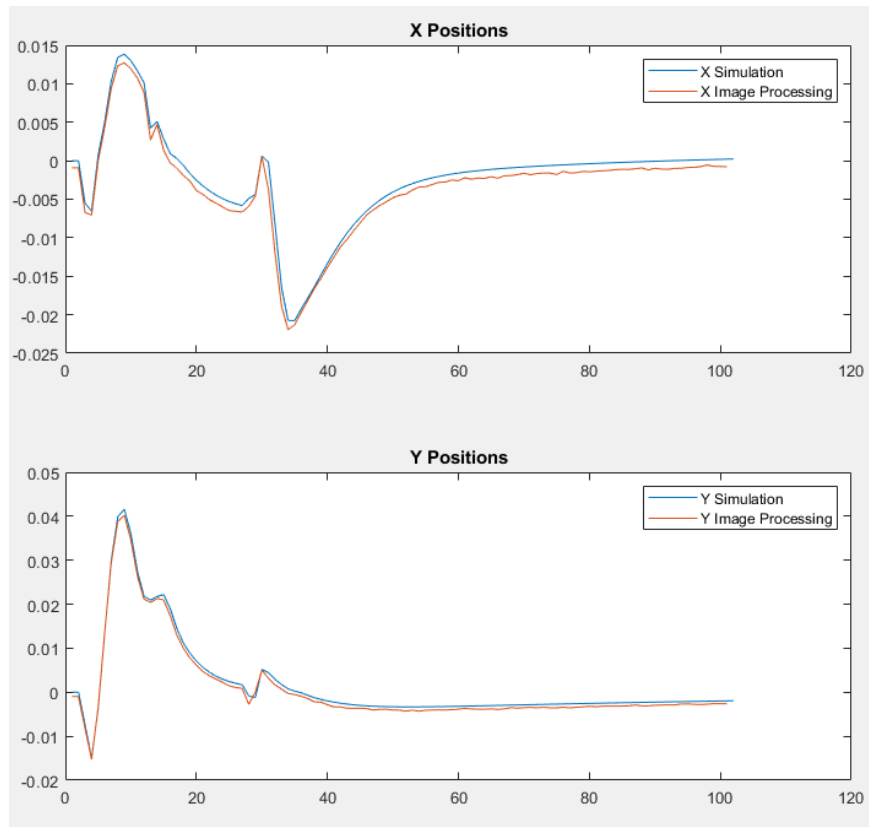 X Positions
0.015
0.01
0.005
0
-0.005
-0.01
-0.015
-0.02
-0.025
0 20 40 60 80 100 120
X Simulation
X Image Processing
Y Positions
0.05
0.04
0.03
0.02
0.01
0
-0.01
-0.02
0 20 40 60 80 100 120
Y Simulation
Y Image Processing